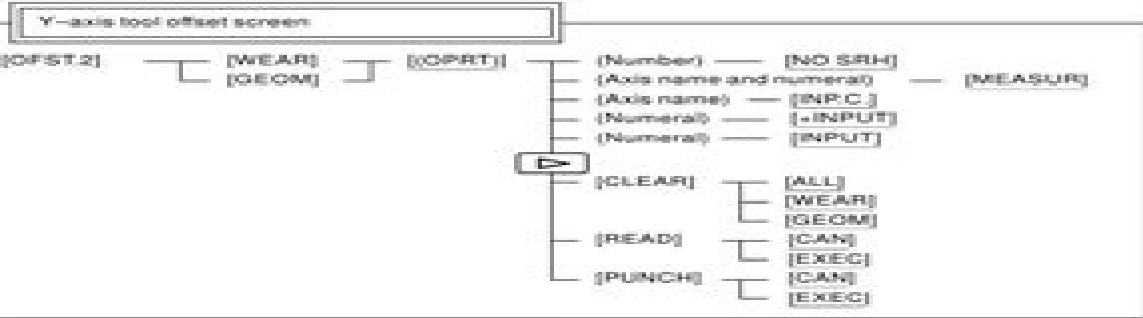 Y-axis tool offset screen
[OFST.2] [WEAR] [(OPRT)] (Number) [NO SRH]
[GEOM] (Axis name and numeral) [MEASUR]
(Axis name) [INP.C.]
(Numeral) [+INPUT]
(Numeral) [INPUT]
[CLEAR] [ALL]
[WEAR]
[GEOM]
[READ] [CAN]
[EXEC]
[PUNCH] [CAN]
[EXEC]